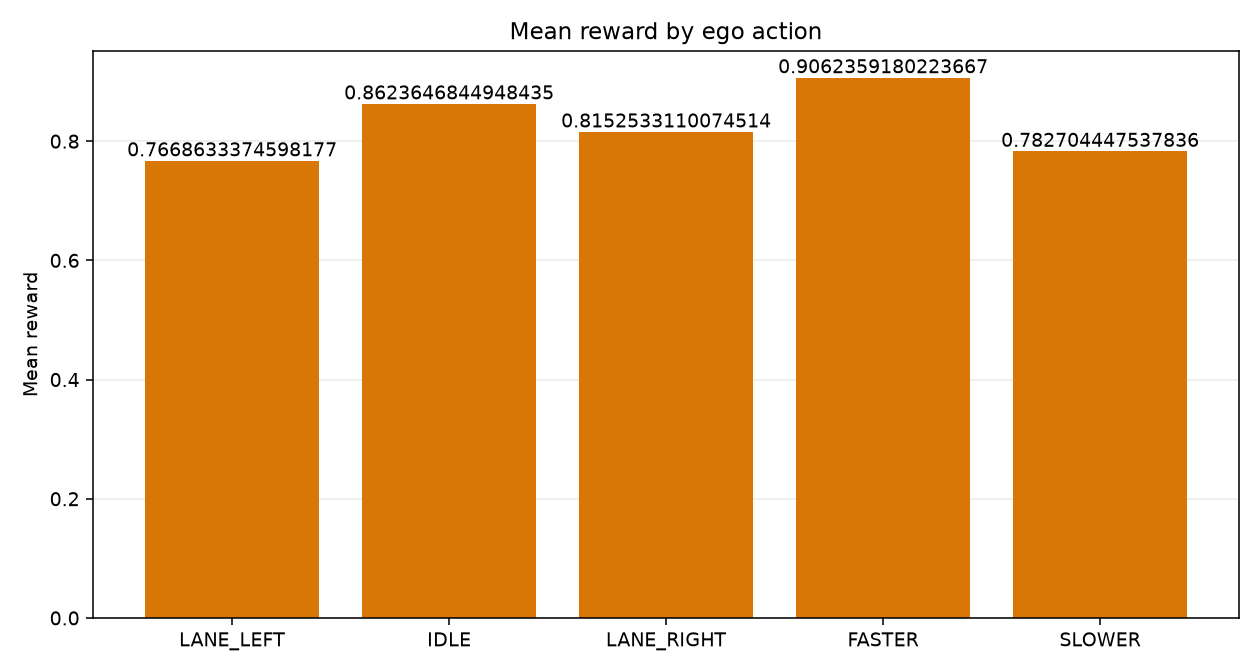 Mean reward by ego action
0.9062359180223667
0.8623646844948435
0.8152533110074514
0.7668633374598177
0.782704447537836
0.8
0.6
0.4
0.2
0.0
Mean reward
LANE_LEFT
IDLE
LANE_RIGHT
FASTER
SLOWER